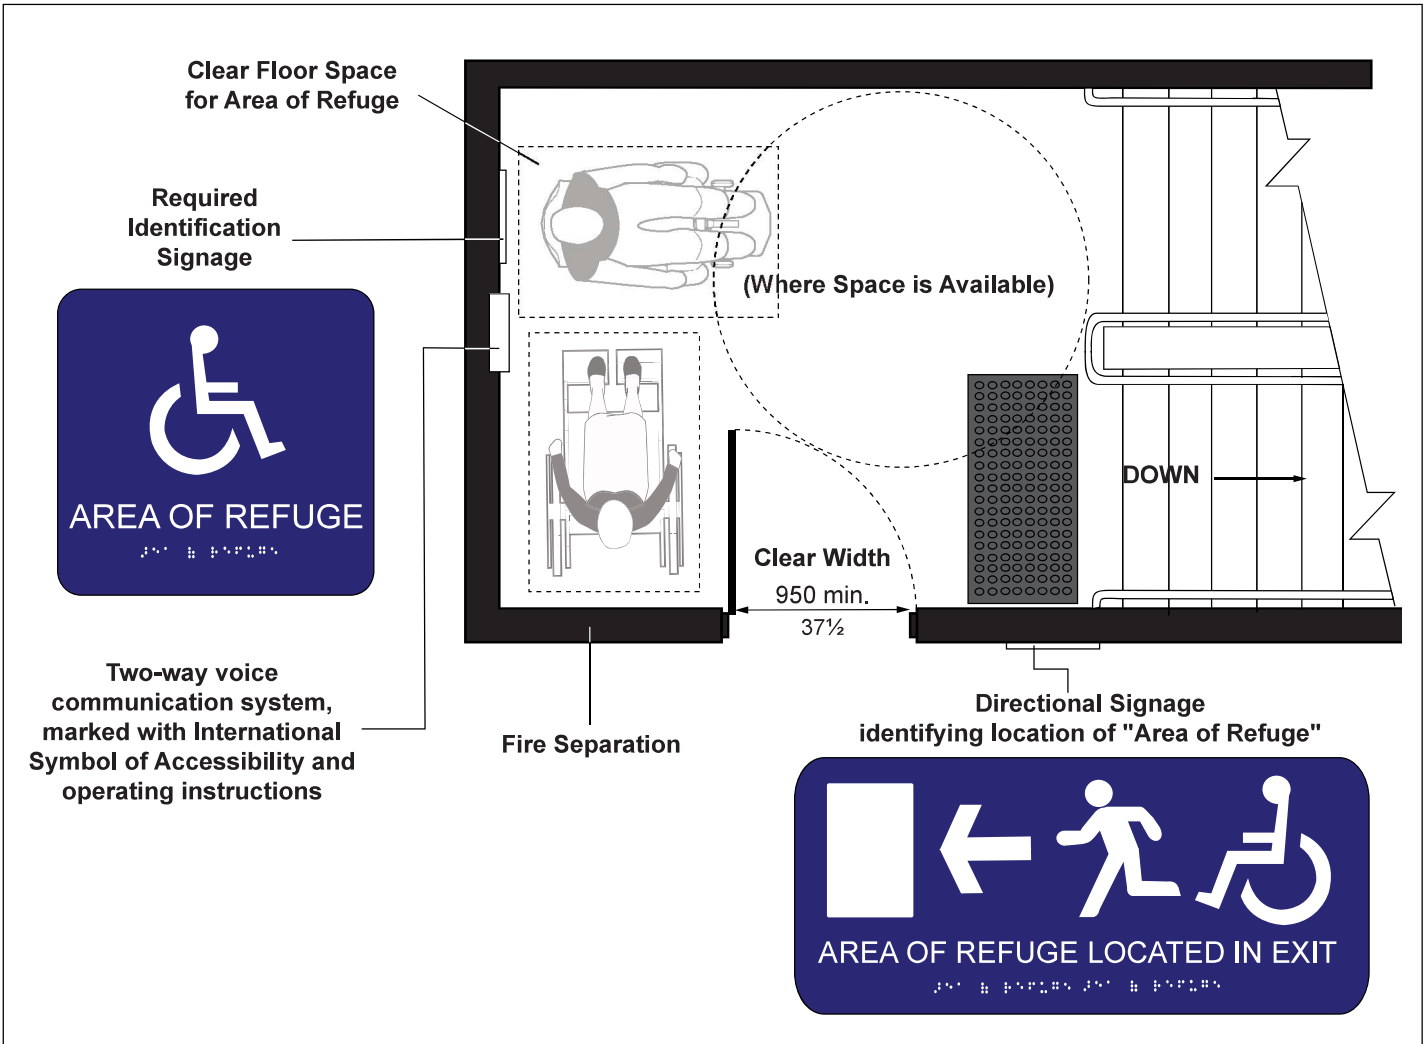 Clear Floor Space
for Area of Refuge
Required
Identification
Signage
AREA OF REFUGE
Two-way voice
communication system,
marked with International
Symbol of Accessibility and
operating instructions
(Where Space is Available)
DOWN
Clear Width
950 min.
37½
Fire Separation
Directional Signage
identifying location of "Area of Refuge"
AREA OF REFUGE LOCATED IN EXIT